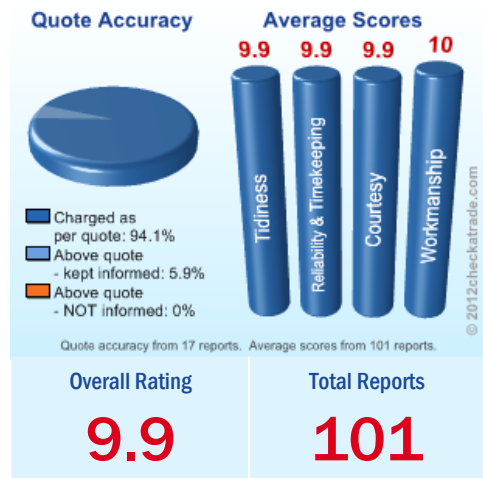 Quote Accuracy
Average Scores
9.9
9.9
9.9
10
Tidiness
Reliability & Timekeeping
Courtesy
Workmanship
Charged as
per quote: 94.1%
Above quote
- kept informed: 5.9%
Above quote
- NOT informed: 0%
© 2012checkatrade.com
Quote accuracy from 17 reports. Average scores from 101 reports.
Overall Rating
9.9
Total Reports
101